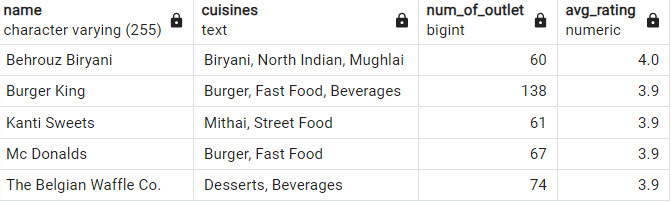 name cuisines num_of_outlet avg_rating
character varying (255) text bigint numeric
Behrouz Biryani Biryani, North Indian, Mughlai 60 4.0
Burger King Burger, Fast Food, Beverages 138 3.9
Kanti Sweets Mithai, Street Food 61 3.9
Mc Donalds Burger, Fast Food 67 3.9
The Belgian Waffle Co. Desserts, Beverages 74 3.9